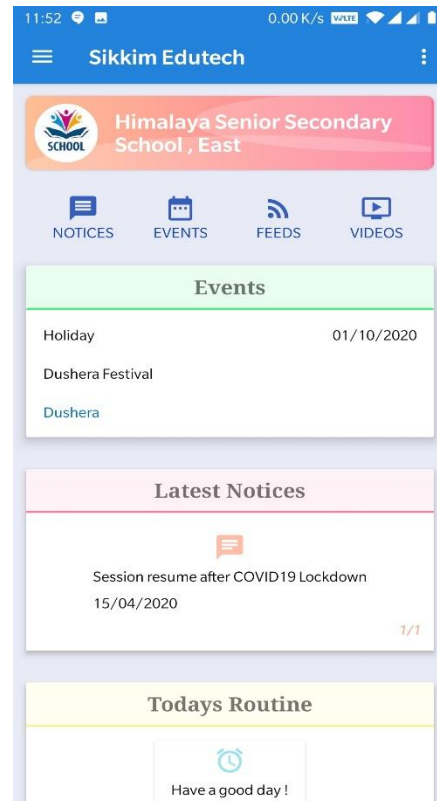 11:52 0.00 K/s VoLTE
Sikkim Edutech
SCHOOL
Himalaya Senior Secondary
School , East
NOTICES EVENTS FEEDS VIDEOS
Events
Holiday 01/10/2020
Dushera Festival
Dushera
Latest Notices
Session resume after COVID19 Lockdown
15/04/2020
1/1
Todays Routine
Have a good day !